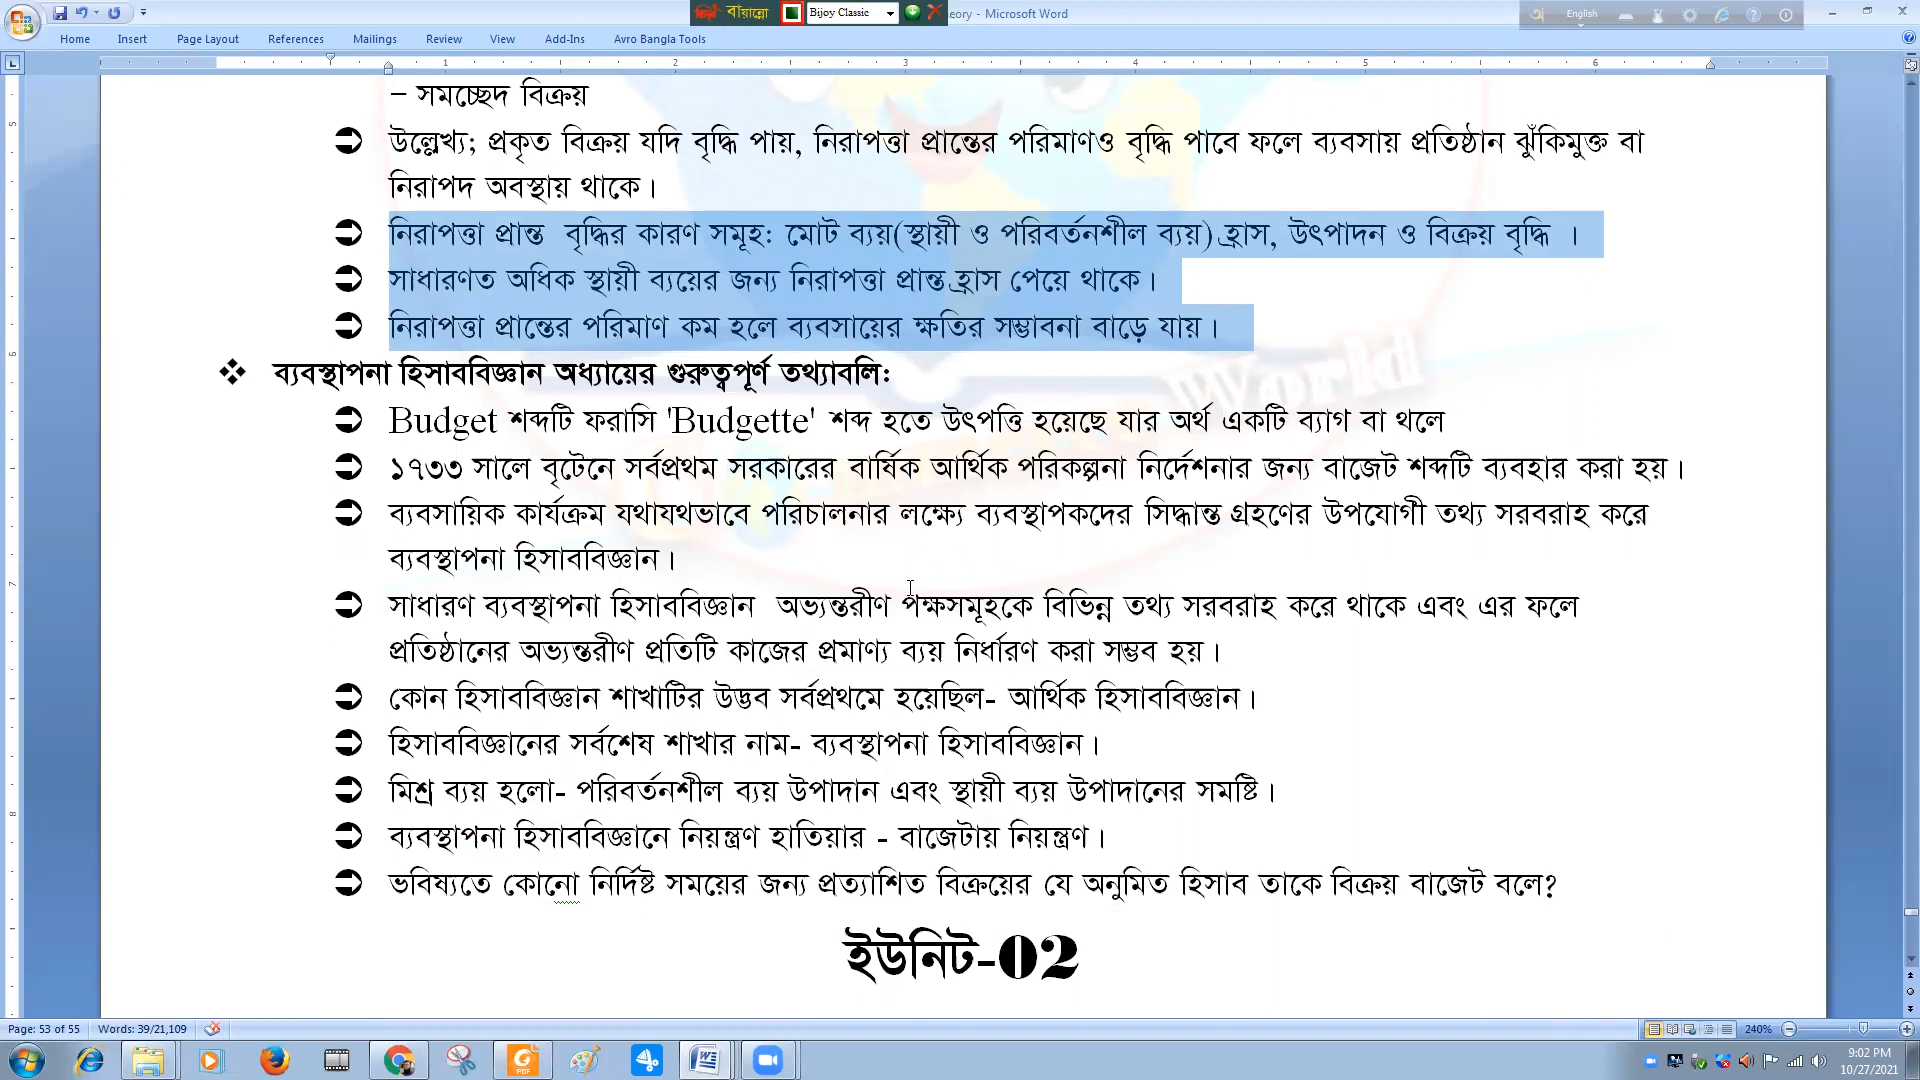 বায়ান্নো Bijoy Classic eory - Microsoft Word English
Home Insert Page Layout References Mailings Review View Add-Ins Avro Bangla Tools
1 2 3 4 5 6
– সমচ্ছেদ বিক্রয়
উল্লেখ্য; প্রকৃত বিক্রয় যদি বৃদ্ধি পায়, নিরাপত্তা প্রান্তের পরিমাণও বৃদ্ধি পাবে ফলে ব্যবসায় প্রতিষ্ঠান ঝুঁকিমুক্ত বা
নিরাপদ অবস্থায় থাকে।
নিরাপত্তা প্রান্ত বৃদ্ধির কারণ সমূহ: মোট ব্যয়(স্থায়ী ও পরিবর্তনশীল ব্যয়) হ্রাস, উৎপাদন ও বিক্রয় বৃদ্ধি ।
সাধারণত অধিক স্থায়ী ব্যয়ের জন্য নিরাপত্তা প্রান্ত হ্রাস পেয়ে থাকে।
নিরাপত্তা প্রান্তের পরিমাণ কম হলে ব্যবসায়ের ক্ষতির সম্ভাবনা বাড়ে যায়।
World
ব্যবস্থাপনা হিসাববিজ্ঞান অধ্যায়ের গুরুত্বপূর্ণ তথ্যাবলি:
Budget শব্দটি ফরাসি 'Budgette' শব্দ হতে উৎপত্তি হয়েছে যার অর্থ একটি ব্যাগ বা থলে
১৭৩৩ সালে বৃটেনে সর্বপ্রথম সরকারের বার্ষিক আর্থিক পরিকল্পনা নির্দেশনার জন্য বাজেট শব্দটি ব্যবহার করা হয়।
ব্যবসায়িক কার্যক্রম যথাযথভাবে পরিচালনার লক্ষ্যে ব্যবস্থাপকদের সিদ্ধান্ত গ্রহণের উপযোগী তথ্য সরবরাহ করে
ব্যবস্থাপনা হিসাববিজ্ঞান।
সাধারণ ব্যবস্থাপনা হিসাববিজ্ঞান অভ্যন্তরীণ পক্ষসমূহকে বিভিন্ন তথ্য সরবরাহ করে থাকে এবং এর ফলে
প্রতিষ্ঠানের অভ্যন্তরীণ প্রতিটি কাজের প্রমাণ্য ব্যয় নির্ধারণ করা সম্ভব হয়।
কোন হিসাববিজ্ঞান শাখাটির উদ্ভব সর্বপ্রথমে হয়েছিল- আর্থিক হিসাববিজ্ঞান।
হিসাববিজ্ঞানের সর্বশেষ শাখার নাম- ব্যবস্থাপনা হিসাববিজ্ঞান।
মিশ্র ব্যয় হলো- পরিবর্তনশীল ব্যয় উপাদান এবং স্থায়ী ব্যয় উপাদানের সমষ্টি।
ব্যবস্থাপনা হিসাববিজ্ঞানে নিয়ন্ত্রণ হাতিয়ার - বাজেটায় নিয়ন্ত্রণ।
ভবিষ্যতে কোনো নির্দিষ্ট সময়ের জন্য প্রত্যাশিত বিক্রয়ের যে অনুমিত হিসাব তাকে বিক্রয় বাজেট বলে?
ইউনিট-02
Page: 53 of 55 Words: 39/21,109 240%
9:02 PM
10/27/2021